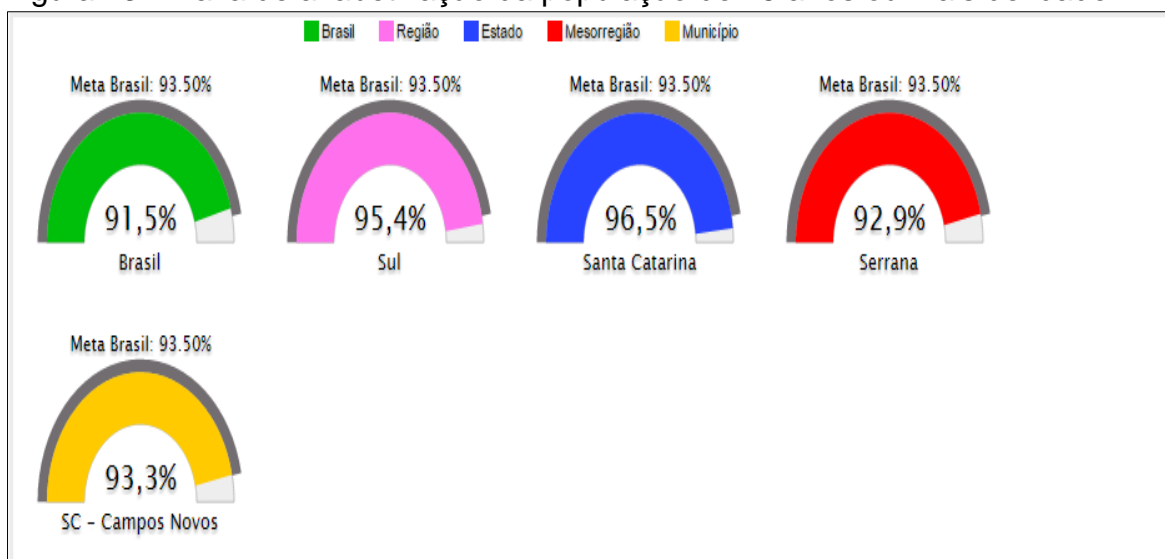 Brasil Região Estado Mesorregião Município
Meta Brasil: 93.50% Meta Brasil: 93.50% Meta Brasil: 93.50% Meta Brasil: 93.50%
91,5% 95,4% 96,5% 92,9%
Brasil Sul Santa Catarina Serrana
Meta Brasil: 93.50%
93,3%
SC - Campos Novos